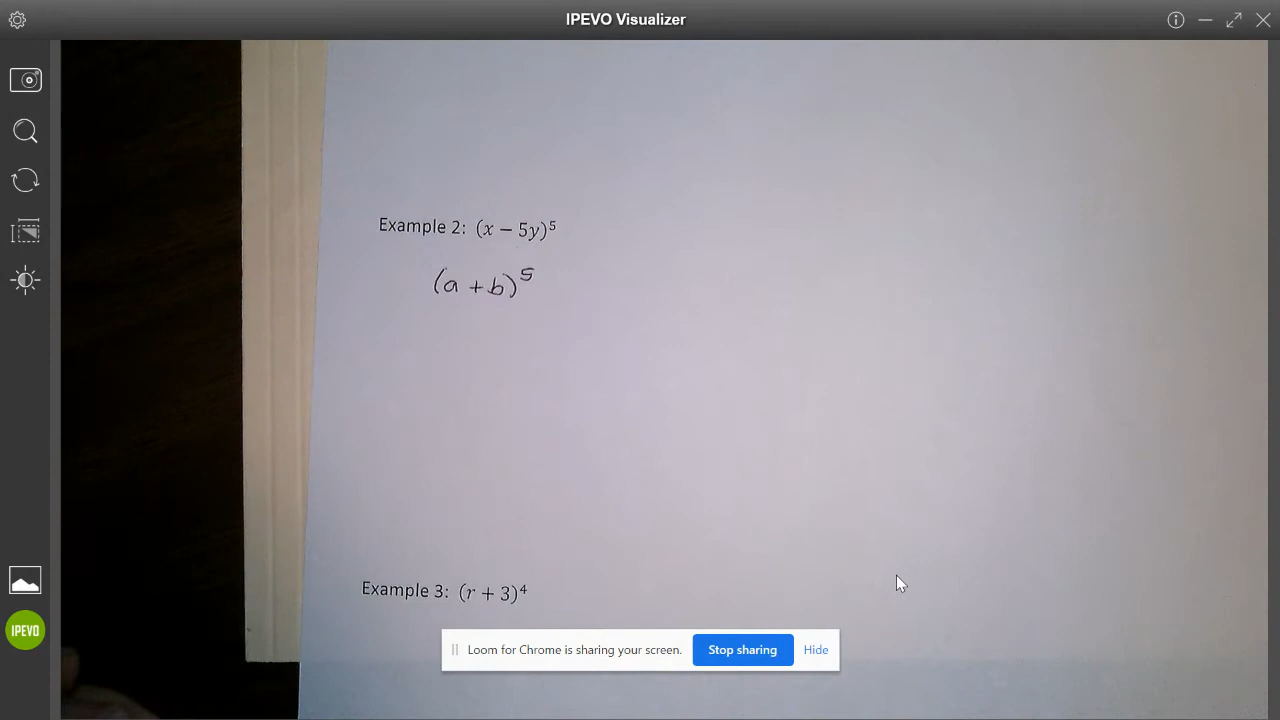 IPEVO Visualizer
Example 2: (x − 5y)⁵
(a + b)⁵
Example 3: (r + 3)⁴
IPEVO
Loom for Chrome is sharing your screen. Stop sharing Hide